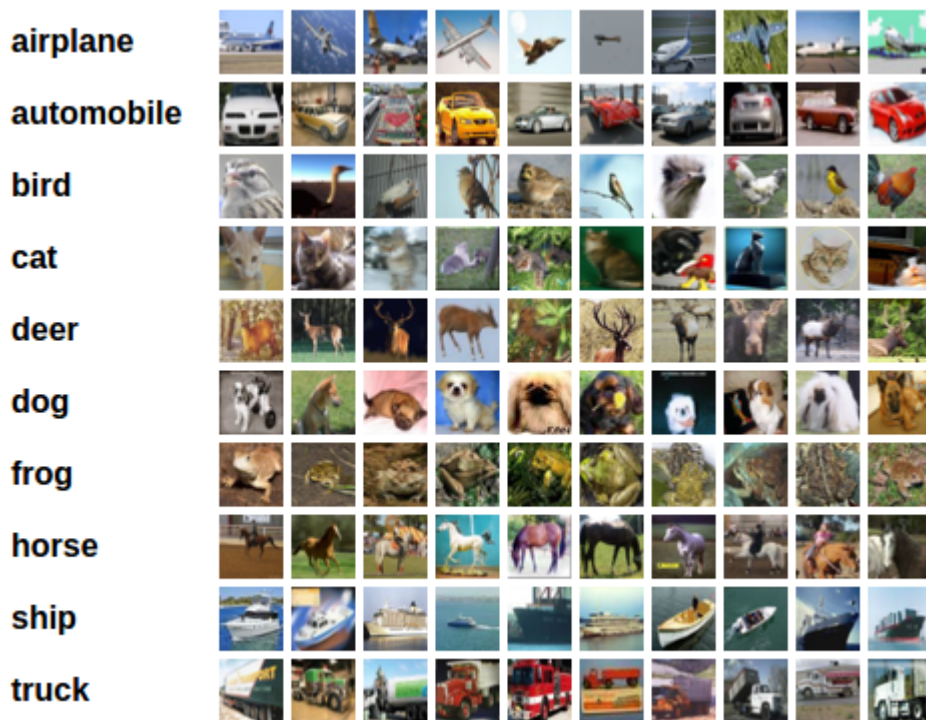 airplane
automobile
bird
cat
deer
dog
frog
horse
ship
truck